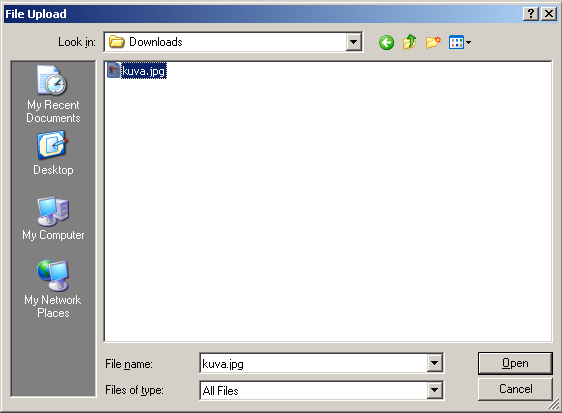 File Upload
Look in:
Downloads
My Recent
Documents
Desktop
My Computer
My Network
Places
kuva.jpg
File name:
kuva.jpg
Open
Files of type:
All Files
Cancel